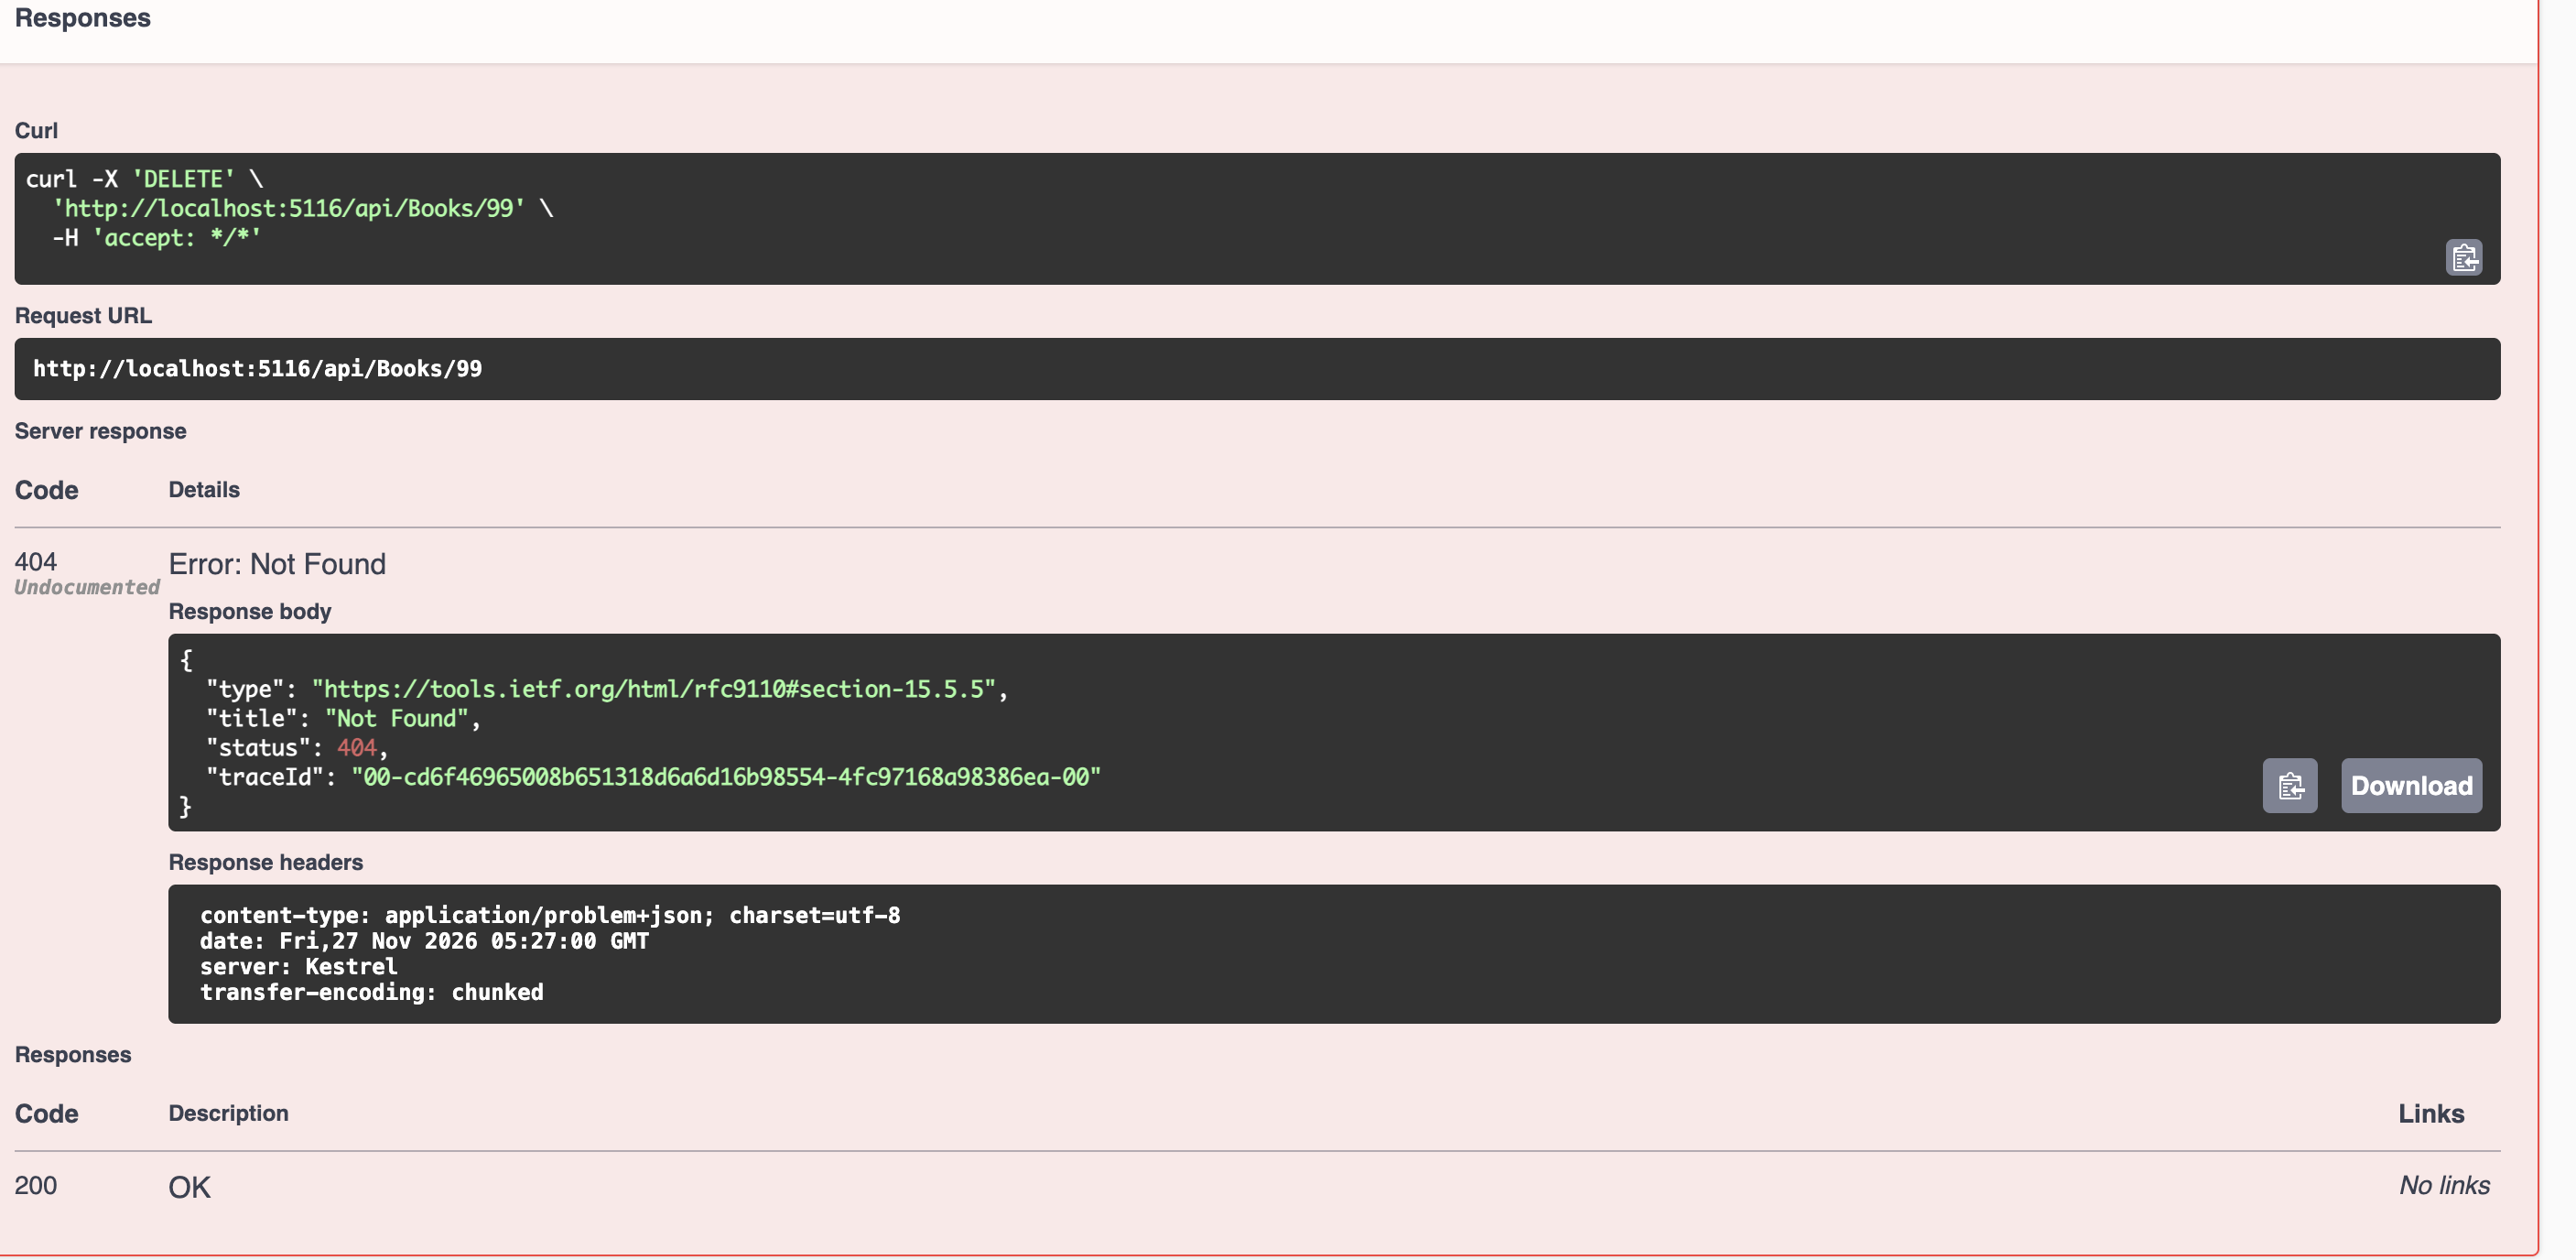 Responses
Curl
curl -X 'DELETE' \
  'http://localhost:5116/api/Books/99' \
  -H 'accept: */*'
Request URL
http://localhost:5116/api/Books/99
Server response
Code Details
404 Error: Not Found
Undocumented
Response body
{
  "type": "https://tools.ietf.org/html/rfc9110#section-15.5.5",
  "title": "Not Found",
  "status": 404,
  "traceId": "00-cd6f46965008b651318d6a6d16b98554-4fc97168a98386ea-00"
}
Download
Response headers
content-type: application/problem+json; charset=utf-8
date: Fri,27 Nov 2026 05:27:00 GMT
server: Kestrel
transfer-encoding: chunked
Responses
Code Description Links
200 OK No links